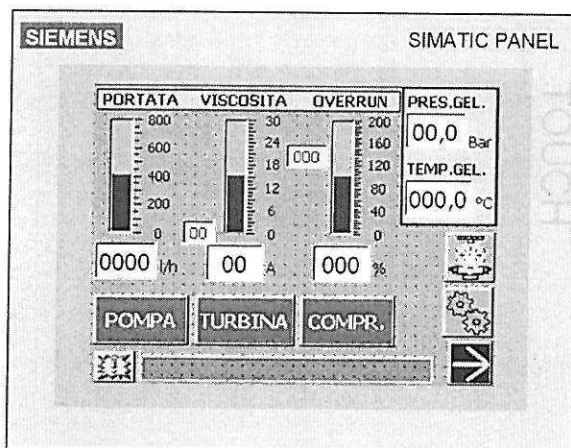 SIEMENS SIMATIC PANEL
TOUCH
PORTATA VISCOSITA OVERRUN PRES.GEL.
800 30 200
600 24 160
400 18 120
12 80
200 6 40
0 0 0
000
00
00,0 Bar
TEMP.GEL.
000,0 ºC
0000 l/h 00 A 000 %
POMPA TURBINA COMPR.